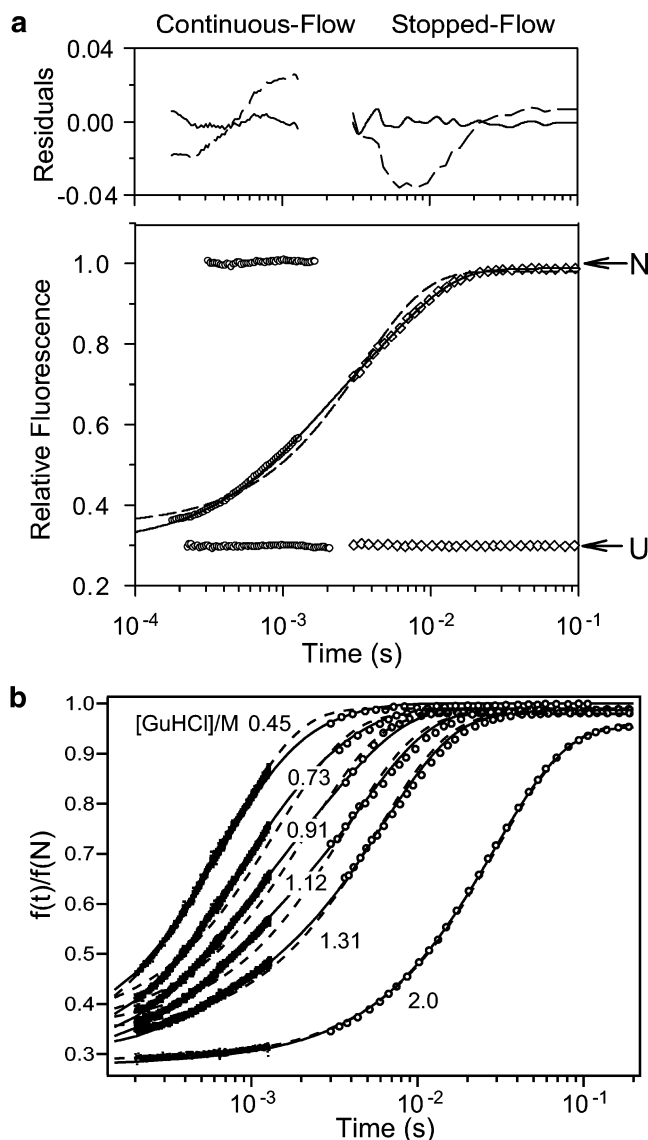 a
Continuous-Flow Stopped-Flow
Residuals
0.04
0.00
-0.04
Relative Fluorescence
1.0
0.8
0.6
0.4
0.2
N
U
10-4 10-3 10-2 10-1
Time (s)
b
f(t)/f(N)
1.0
0.9
0.8
0.7
0.6
0.5
0.4
0.3
[GuHCl]/M 0.45
0.73
0.91
1.12
1.31
2.0
10-3 10-2 10-1
Time (s)